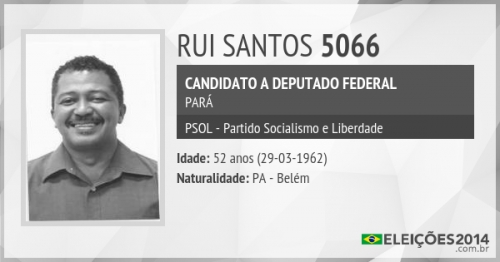 RUI SANTOS 5066
CANDIDATO A DEPUTADO FEDERAL
PARÁ
PSOL - Partido Socialismo e Liberdade
Idade: 52 anos (29-03-1962)
Naturalidade: PA - Belém
ELEIÇÕES2014
.com.br